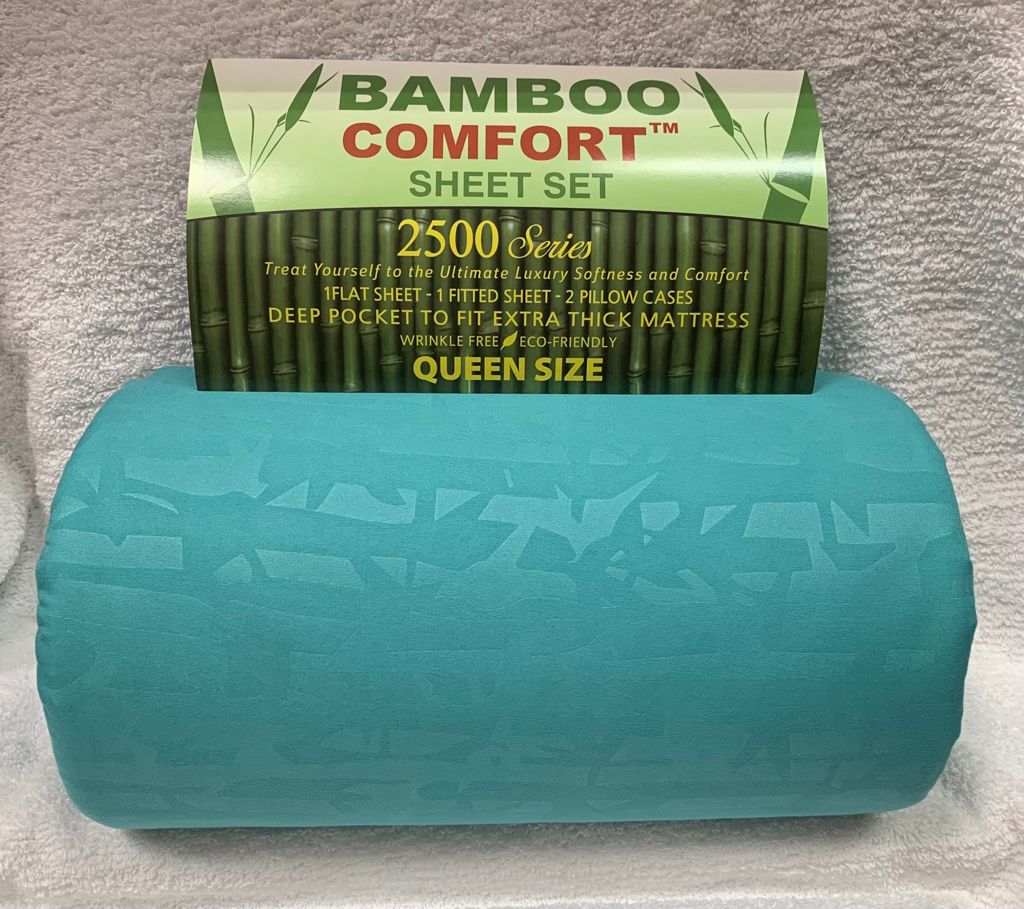 BAMBOO
COMFORT™
SHEET SET
2500 Series
Treat Yourself to the Ultimate Luxury Softness and Comfort
1FLAT SHEET - 1 FITTED SHEET - 2 PILLOW CASES
DEEP POCKET TO FIT EXTRA THICK MATTRESS
WRINKLE FREE ECO-FRIENDLY
QUEEN SIZE